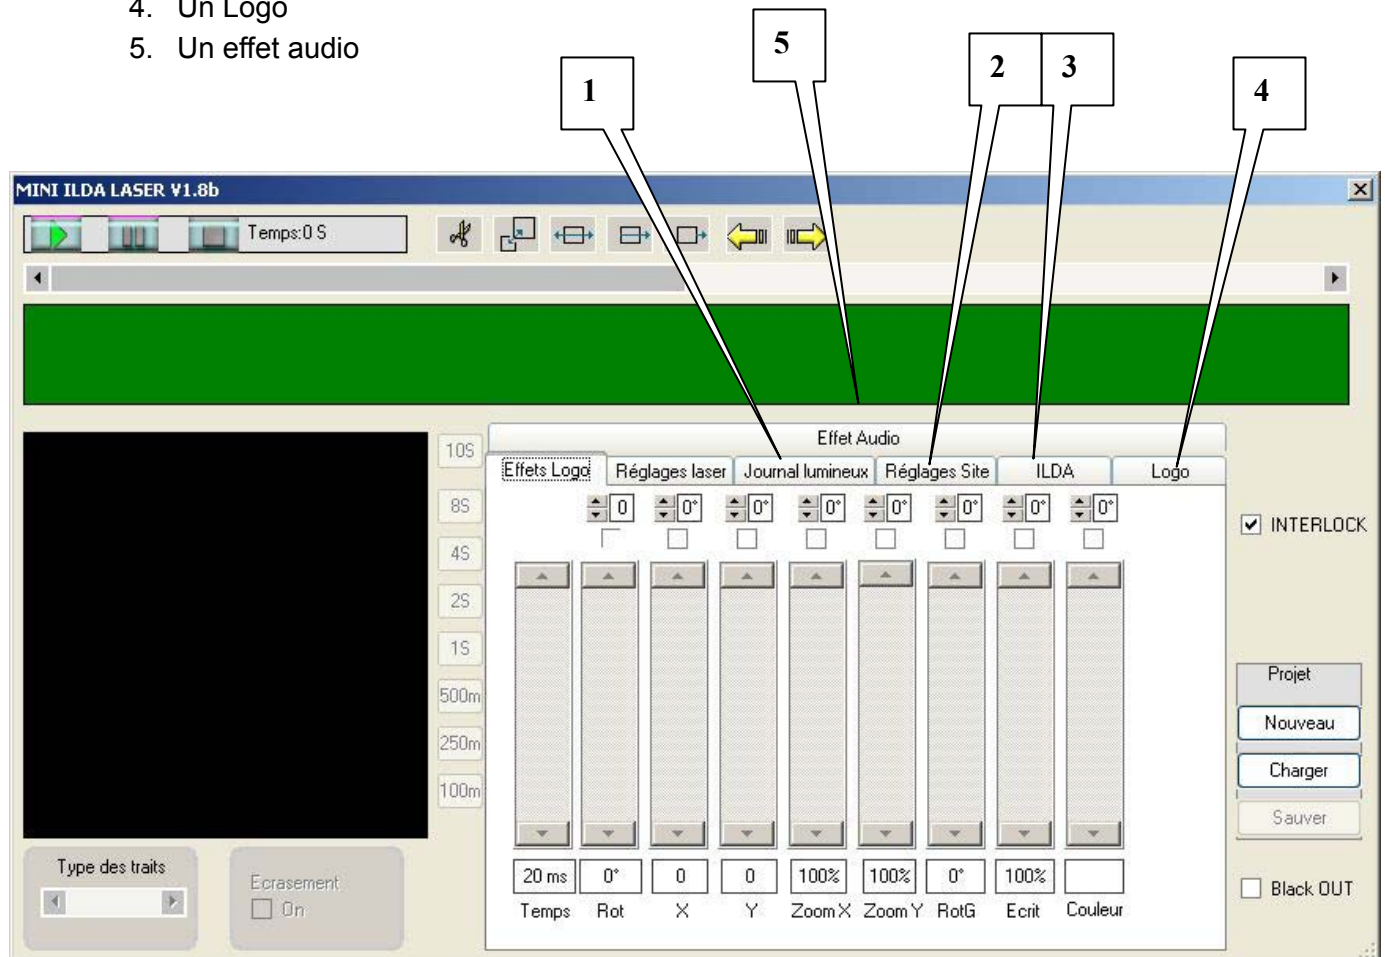 4. Un Logo
5. Un effet audio
5
2
3
1
4
MINI ILDA LASER V1.8b
Temps:0 S
Effet Audio
Effets Logo Réglages laser Journal lumineux Réglages Site ILDA Logo
10S
8S
4S
2S
1S
500m
250m
100m
0 0° 0° 0° 0° 0° 0° 0°
INTERLOCK
Projet
Nouveau
Charger
Sauver
Black OUT
20 ms 0° 0 0 100% 100% 0° 100%
Temps Rot X Y Zoom X Zoom Y RotG Ecrit Couleur
Type des traits
Ecrasement
On